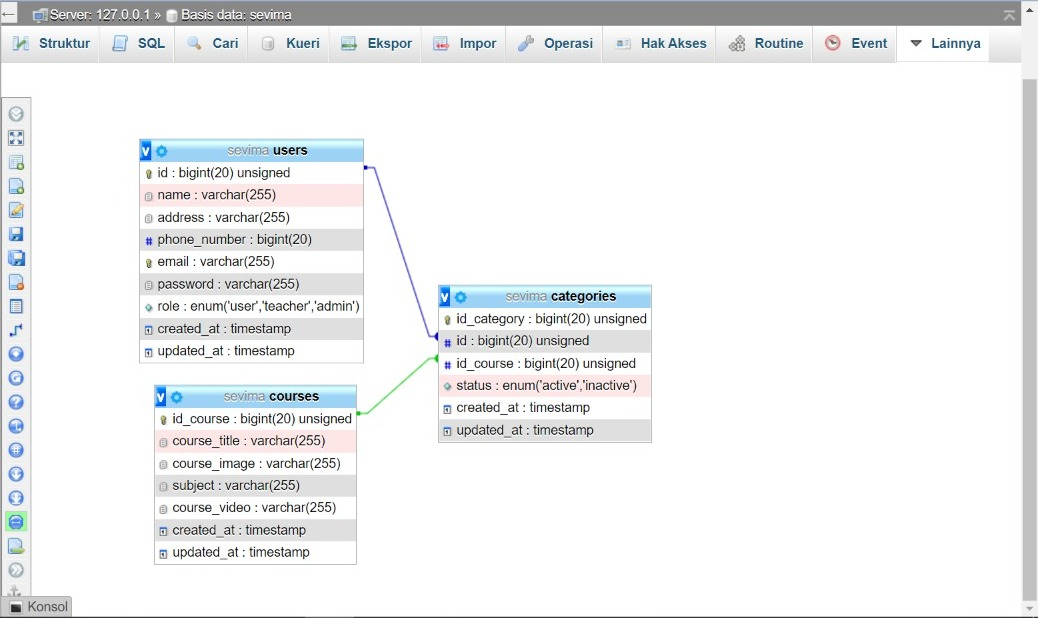 Server: 127.0.0.1 » Basis data: sevima
Struktur SQL Cari Kueri Ekspor Impor Operasi Hak Akses Routine Event Lainnya
v sevima users
id : bigint(20) unsigned
name : varchar(255)
address : varchar(255)
# phone_number : bigint(20)
email : varchar(255)
password : varchar(255)
role : enum('user','teacher','admin')
created_at : timestamp
updated_at : timestamp
v sevima categories
id_category : bigint(20) unsigned
# id : bigint(20) unsigned
# id_course : bigint(20) unsigned
status : enum('active','inactive')
created_at : timestamp
updated_at : timestamp
v sevima courses
id_course : bigint(20) unsigned
course_title : varchar(255)
course_image : varchar(255)
subject : varchar(255)
course_video : varchar(255)
created_at : timestamp
updated_at : timestamp
Konsol